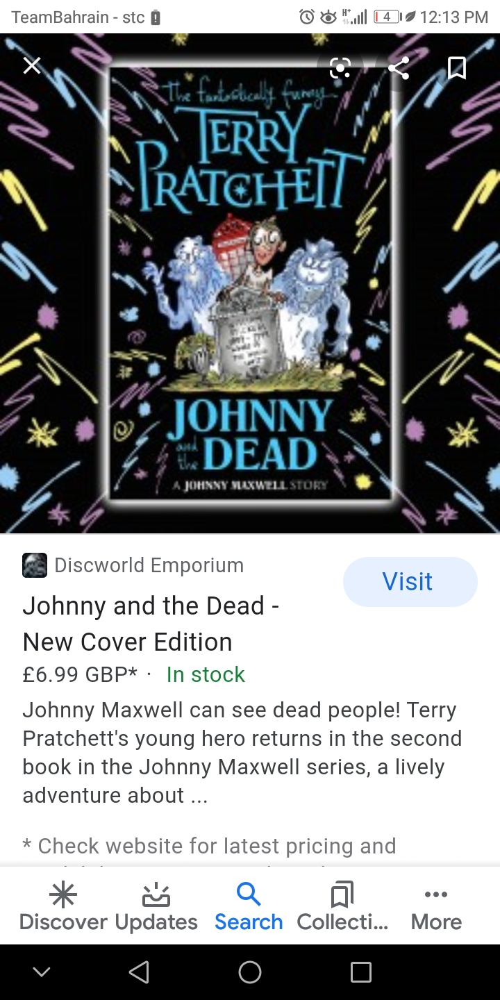 TeamBahrain - stc
H+
4
12:13 PM
The fantastically funny
TERRY
PRATCHETT
JOHNNY
and
the DEAD
A JOHNNY MAXWELL STORY
Discworld Emporium
Visit
Johnny and the Dead -
New Cover Edition
£6.99 GBP* · In stock
Johnny Maxwell can see dead people! Terry
Pratchett's young hero returns in the second
book in the Johnny Maxwell series, a lively
adventure about ...
* Check website for latest pricing and
Discover Updates Search Collecti... More